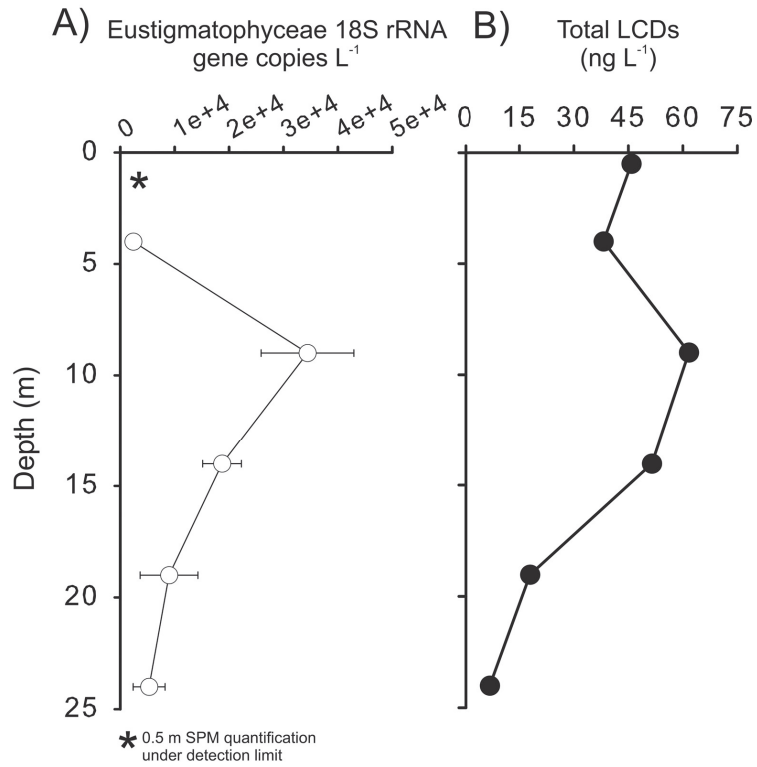 A) Eustigmatophyceae 18S rRNA
gene copies L⁻¹
0 1e+4 2e+4 3e+4 4e+4 5e+4
B) Total LCDs
(ng L⁻¹)
0 15 30 45 60 75
Depth (m)
0
*
5
10
15
20
25
* 0.5 m SPM quantification
under detection limit